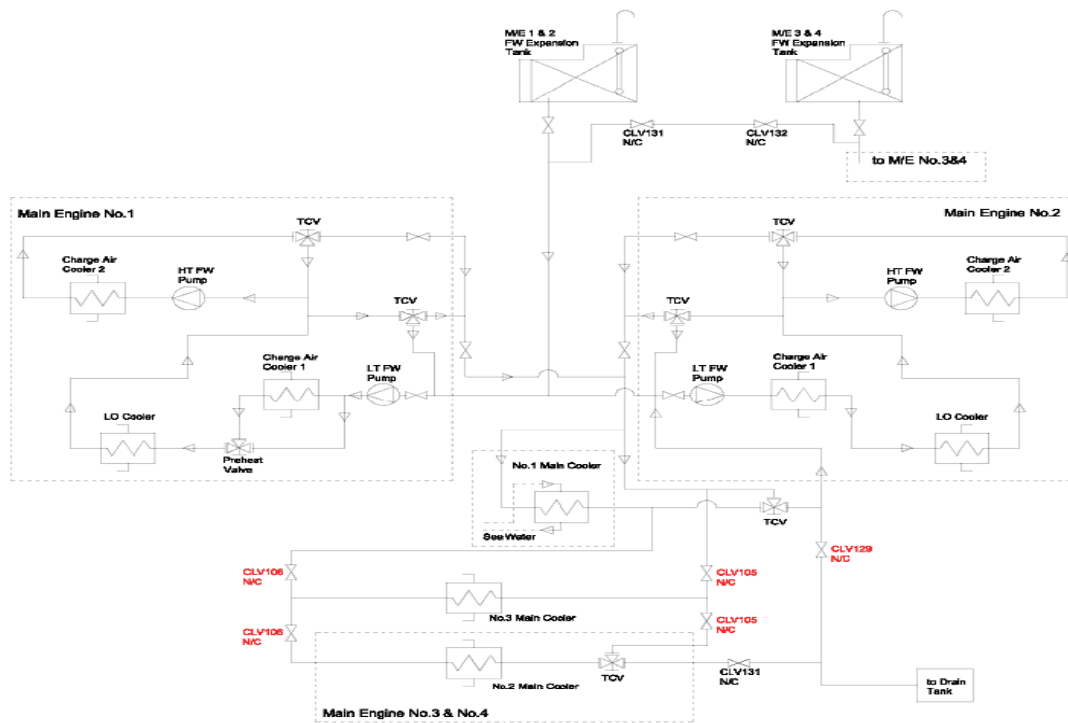 M/E 1 & 2
FW Expansion
Tank
M/E 3 & 4
FW Expansion
Tank
CLV131
N/C
CLV132
N/C
to M/E No.3&4
Main Engine No.1
TCV
Charge Air
Cooler 2
HT FW
Pump
TCV
Charge Air
Cooler 1
LT FW
Pump
LO Cooler
Preheat
Valve
Main Engine No.2
TCV
Charge Air
Cooler 2
HT FW
Pump
TCV
Charge Air
Cooler 1
LT FW
Pump
LO Cooler
No.1 Main Cooler
Sea Water
TCV
CLV129
N/C
CLV106
N/C
CLV105
N/C
No.3 Main Cooler
CLV106
N/C
CLV105
N/C
No.2 Main Cooler
TCV
CLV131
N/C
to Drain
Tank
Main Engine No.3 & No.4